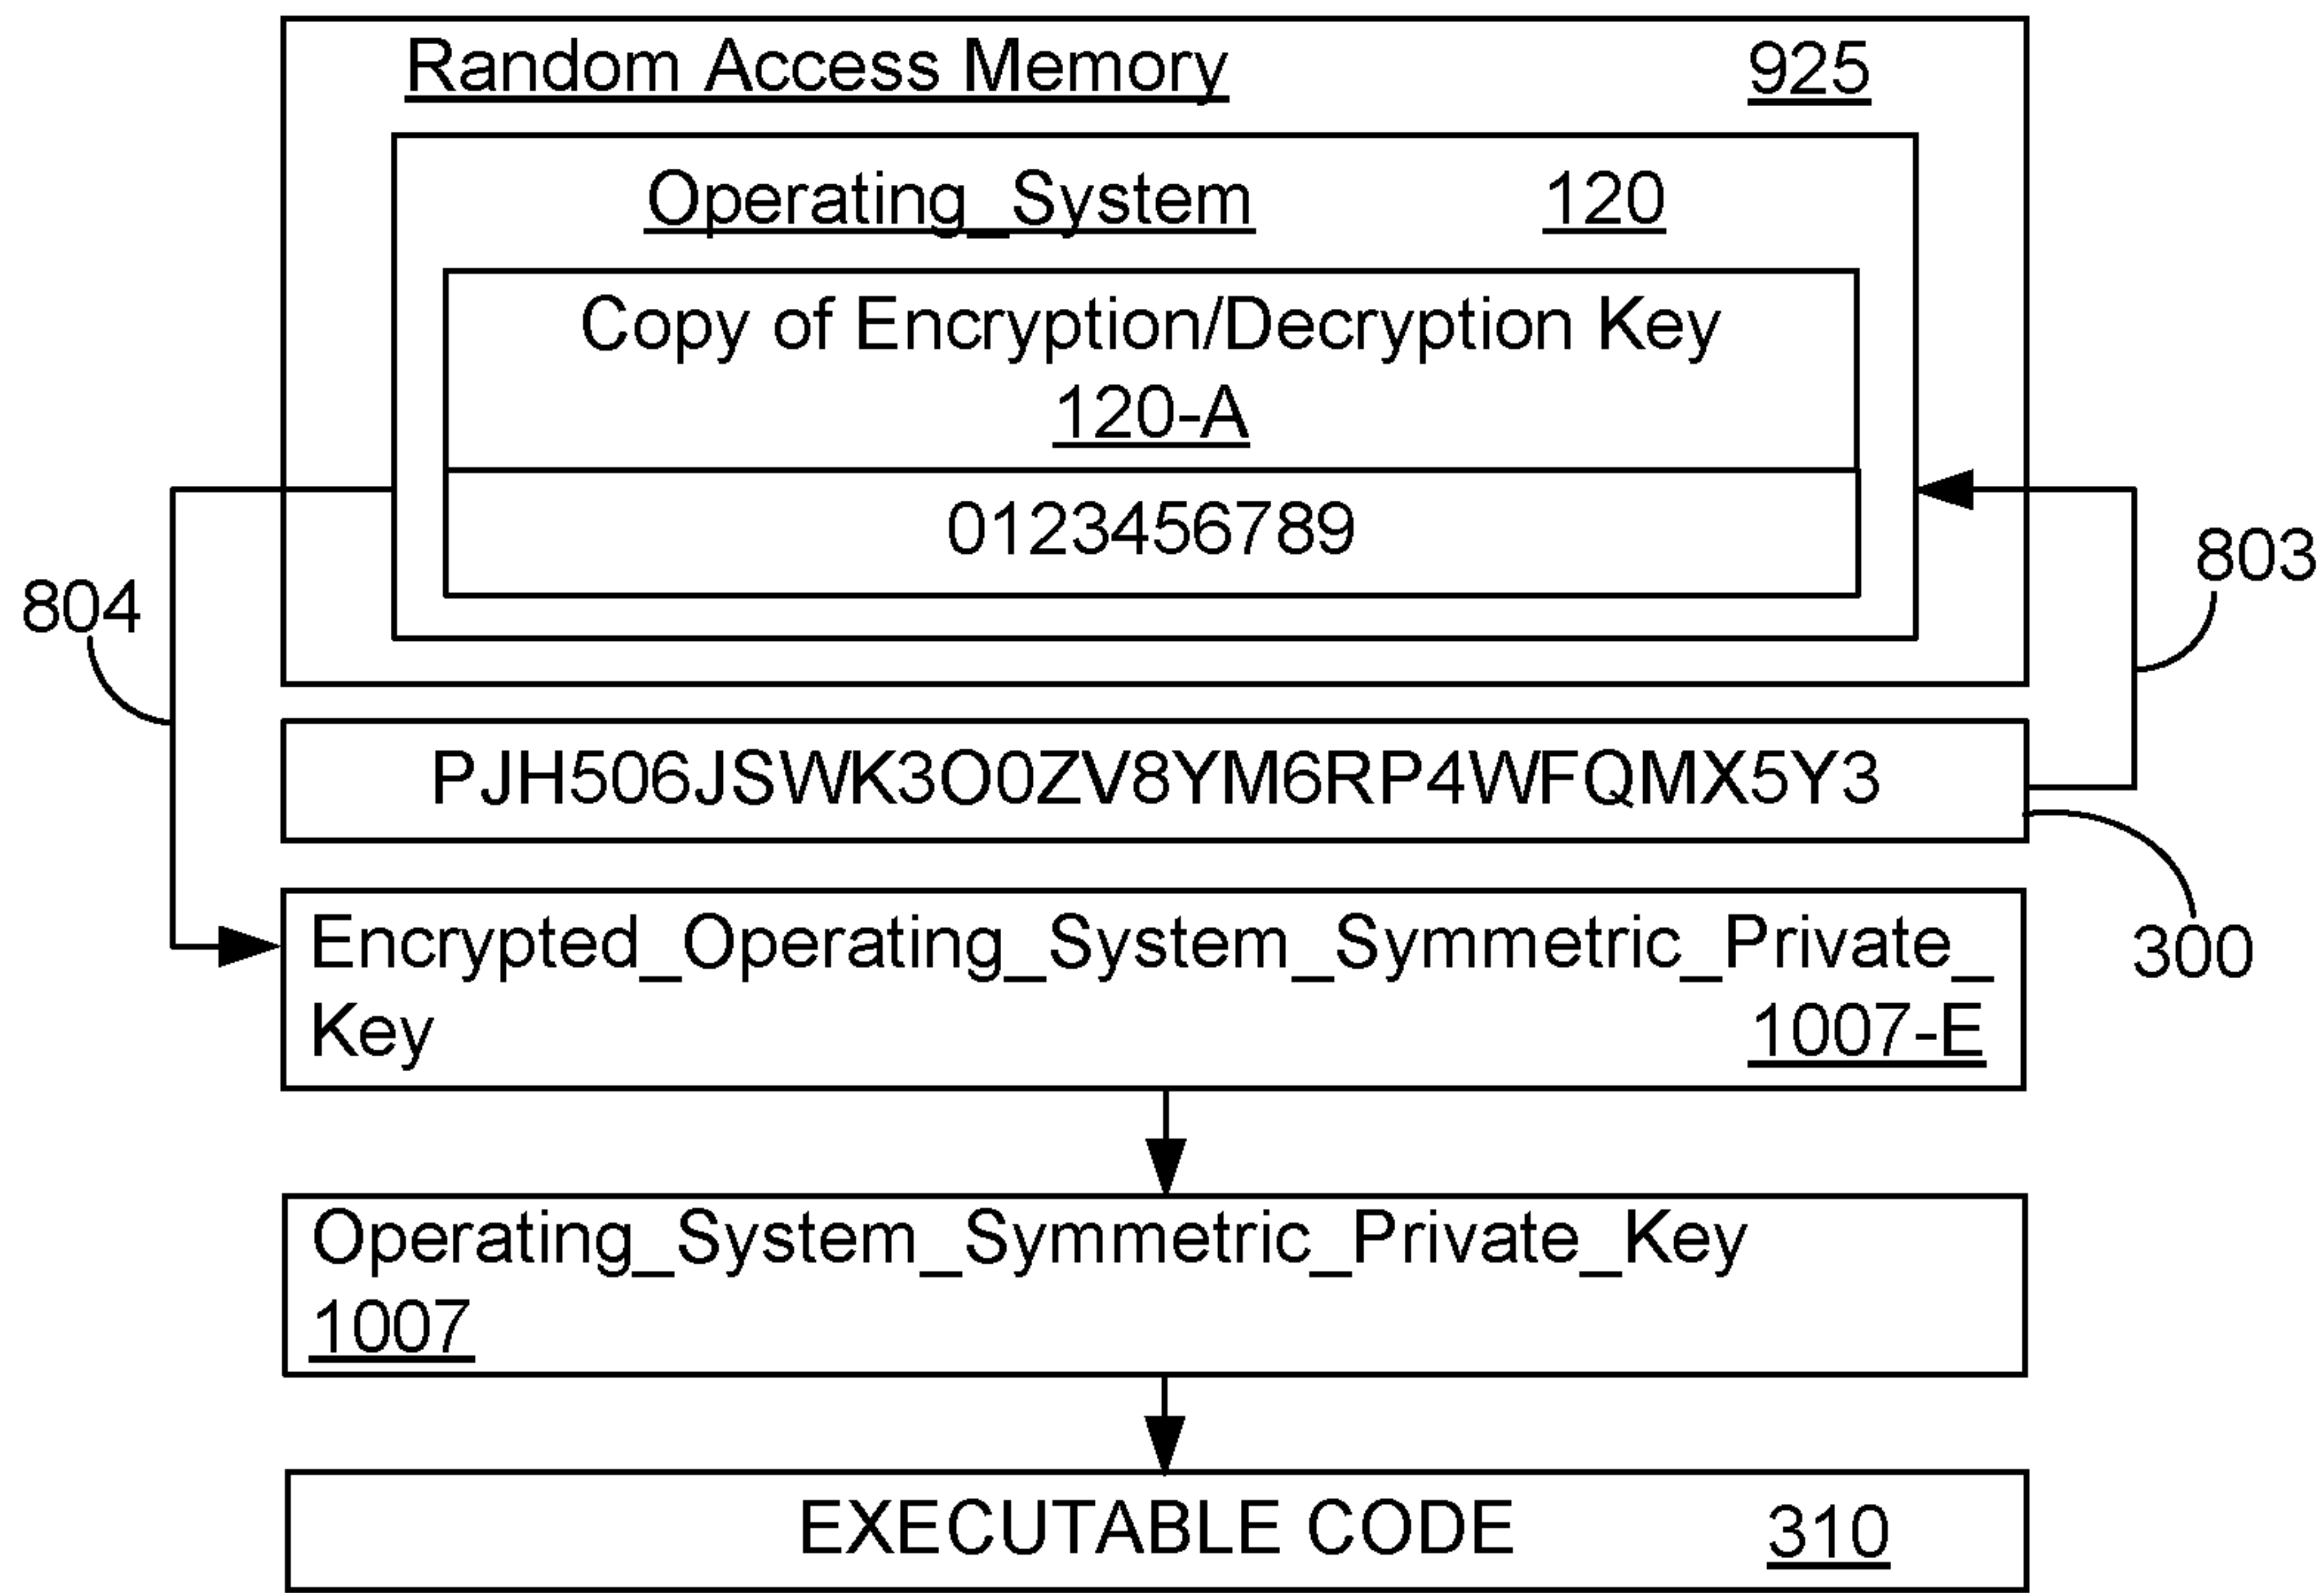 Random Access Memory 925
Operating_System 120
Copy of Encryption/Decryption Key
120-A
0123456789
803
804
PJH506JSWK3O0ZV8YM6RP4WFQMX5Y3
300
Encrypted_Operating_System_Symmetric_Private_
Key 1007-E
Operating_System_Symmetric_Private_Key
1007
EXECUTABLE CODE 310